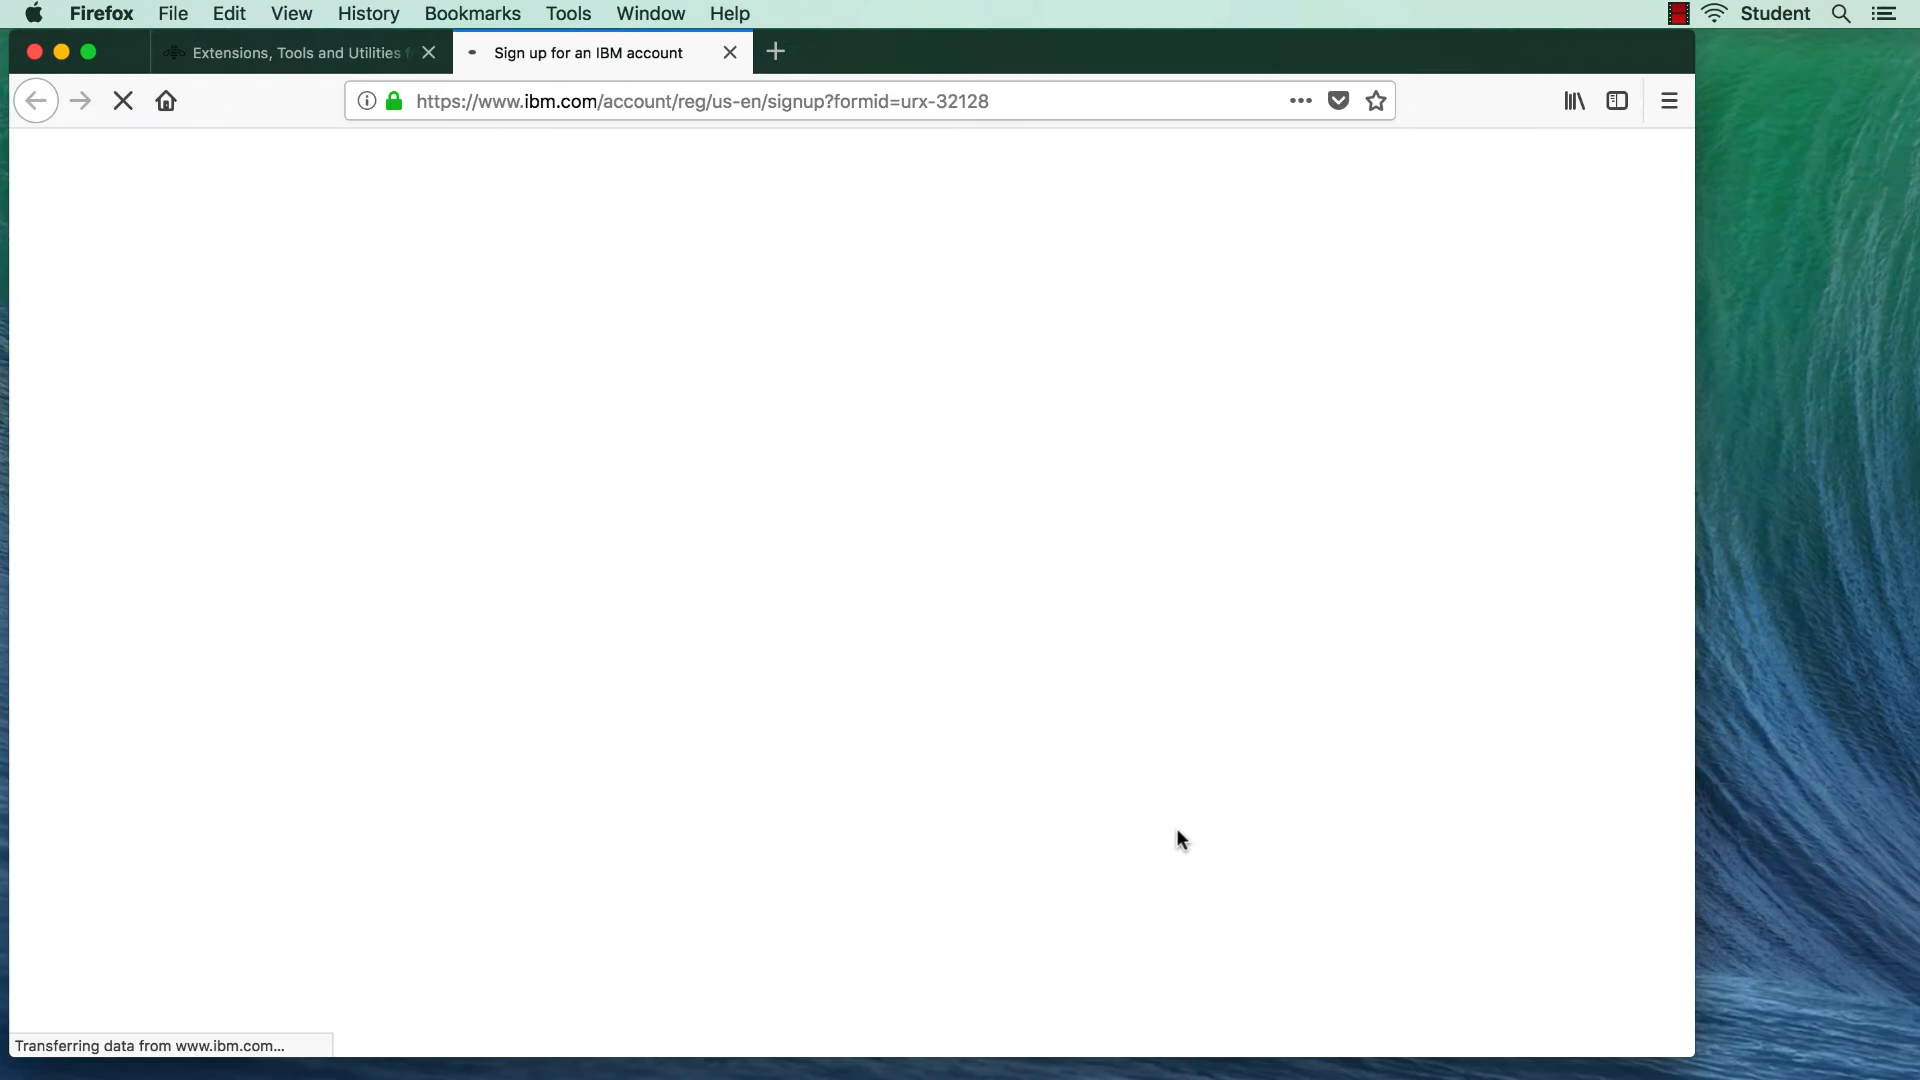 Firefox File Edit View History Bookmarks Tools Window Help Student
Extensions, Tools and Utilities f Sign up for an IBM account
https://www.ibm.com/account/reg/us-en/signup?formid=urx-32128
Transferring data from www.ibm.com...